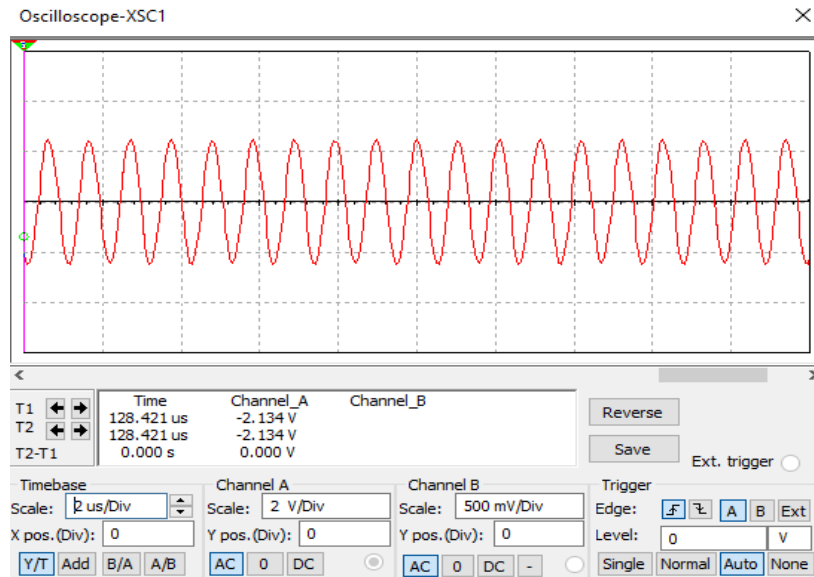 Oscilloscope-XSC1
Time Channel_A Channel_B
T1 128.421 us -2.134 V
T2 128.421 us -2.134 V
T2-T1 0.000 s 0.000 V
Reverse
Save
Ext. trigger
Timebase
Scale: 2 us/Div
X pos.(Div): 0
Y/T Add B/A A/B
Channel A
Scale: 2 V/Div
Y pos.(Div): 0
AC 0 DC
Channel B
Scale: 500 mV/Div
Y pos.(Div): 0
AC 0 DC -
Trigger
Edge: A B Ext
Level: 0 V
Single Normal Auto None